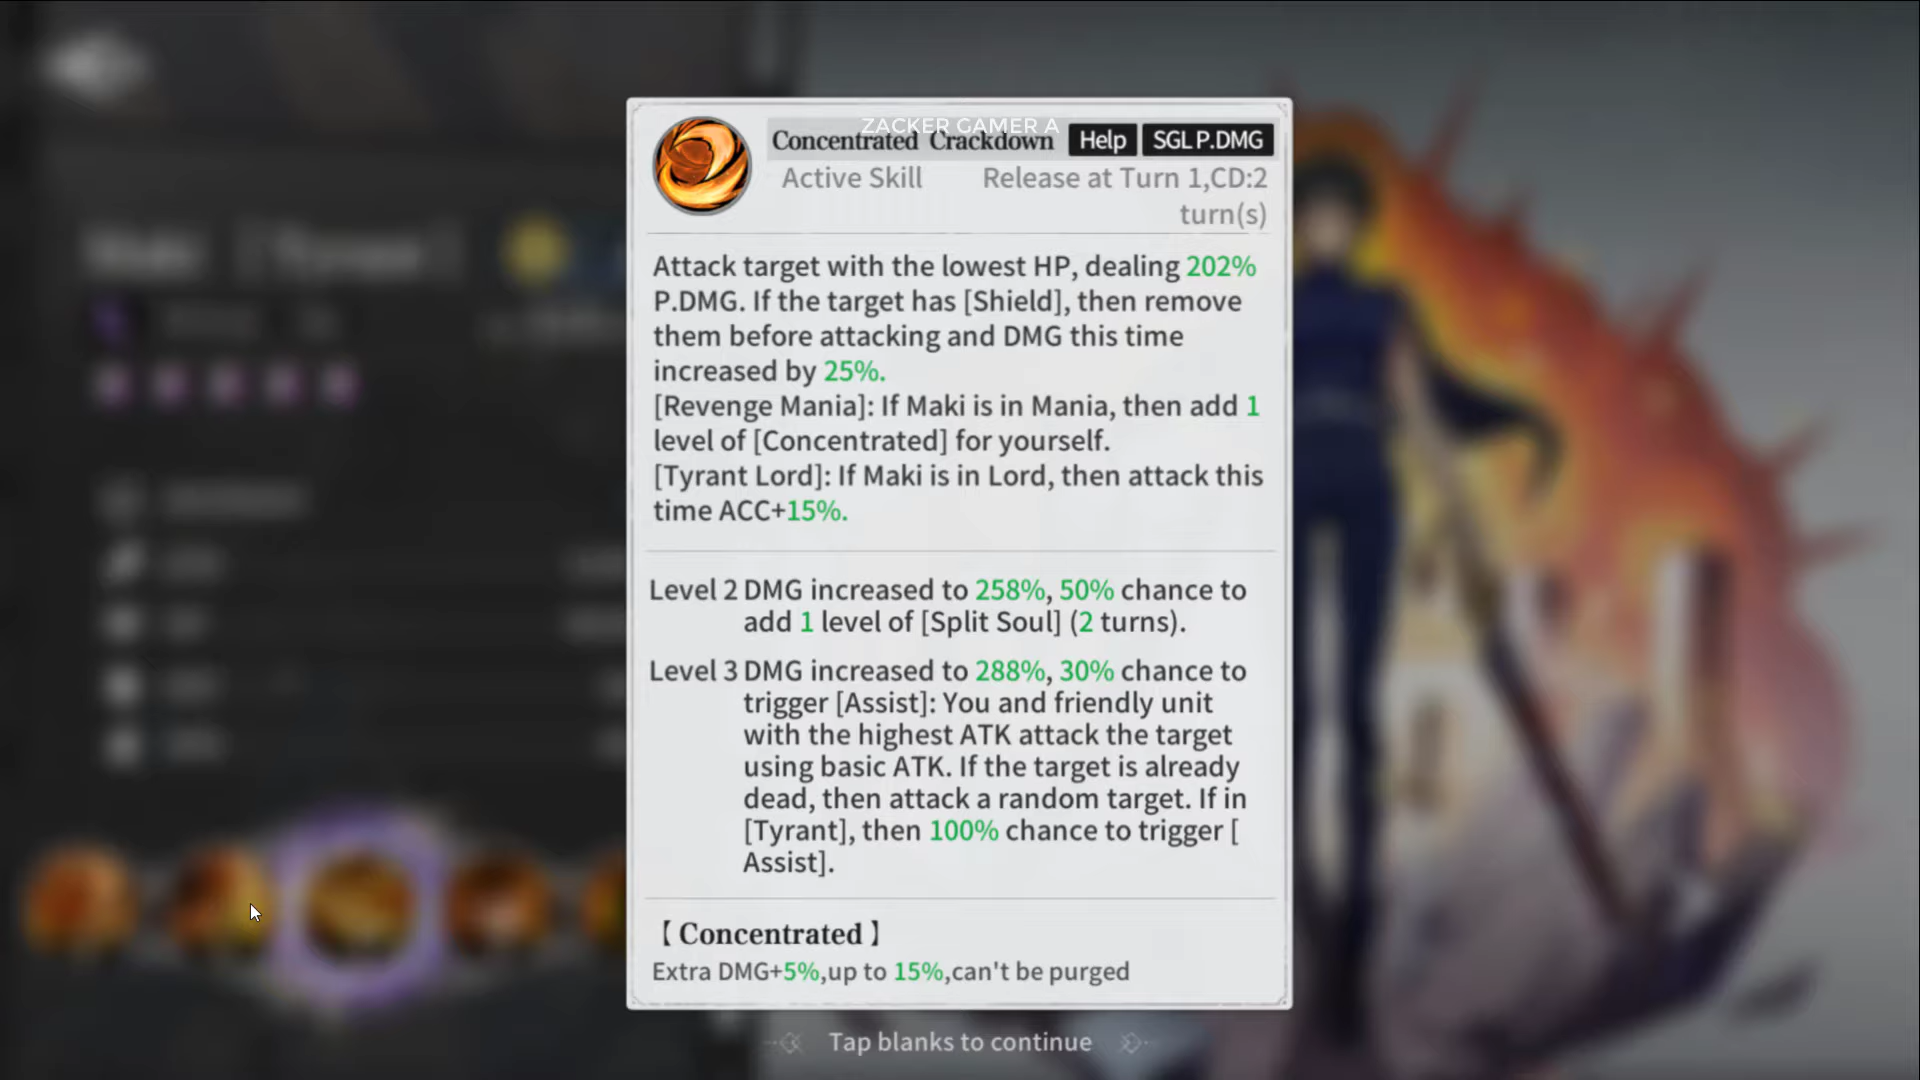 ZACKER GAMER A
Concentrated Crackdown Help SGL P.DMG
Active Skill Release at Turn 1,CD:2
turn(s)
Attack target with the lowest HP, dealing 202%
P.DMG. If the target has [Shield], then remove
them before attacking and DMG this time
increased by 25%.
[Revenge Mania]: If Maki is in Mania, then add 1
level of [Concentrated] for yourself.
[Tyrant Lord]: If Maki is in Lord, then attack this
time ACC+15%.
Level 2 DMG increased to 258%, 50% chance to
add 1 level of [Split Soul] (2 turns).
Level 3 DMG increased to 288%, 30% chance to
trigger [Assist]: You and friendly unit
with the highest ATK attack the target
using basic ATK. If the target is already
dead, then attack a random target. If in
[Tyrant], then 100% chance to trigger [
Assist].
【Concentrated】
Extra DMG+5%,up to 15%,can't be purged
Tap blanks to continue